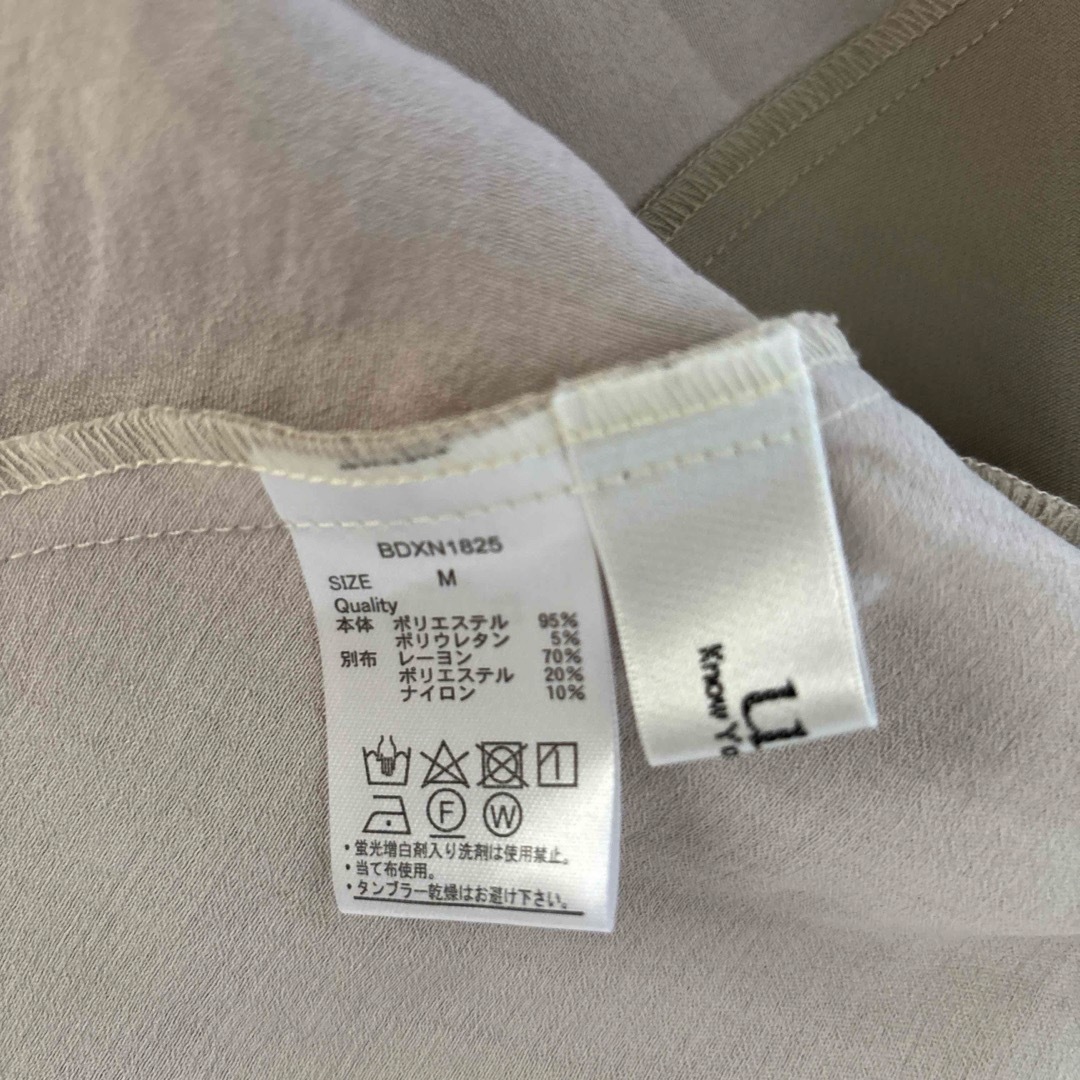 BDXN1825
SIZE M
Quality
本体 ポリエステル 95%
ポリウレタン 5%
別布 レーヨン 70%
ポリエステル 20%
ナイロン 10%
F W
・蛍光増白剤入り洗剤は使用禁止。
・当て布使用。
・タンブラー乾燥はお避け下さい。
Know